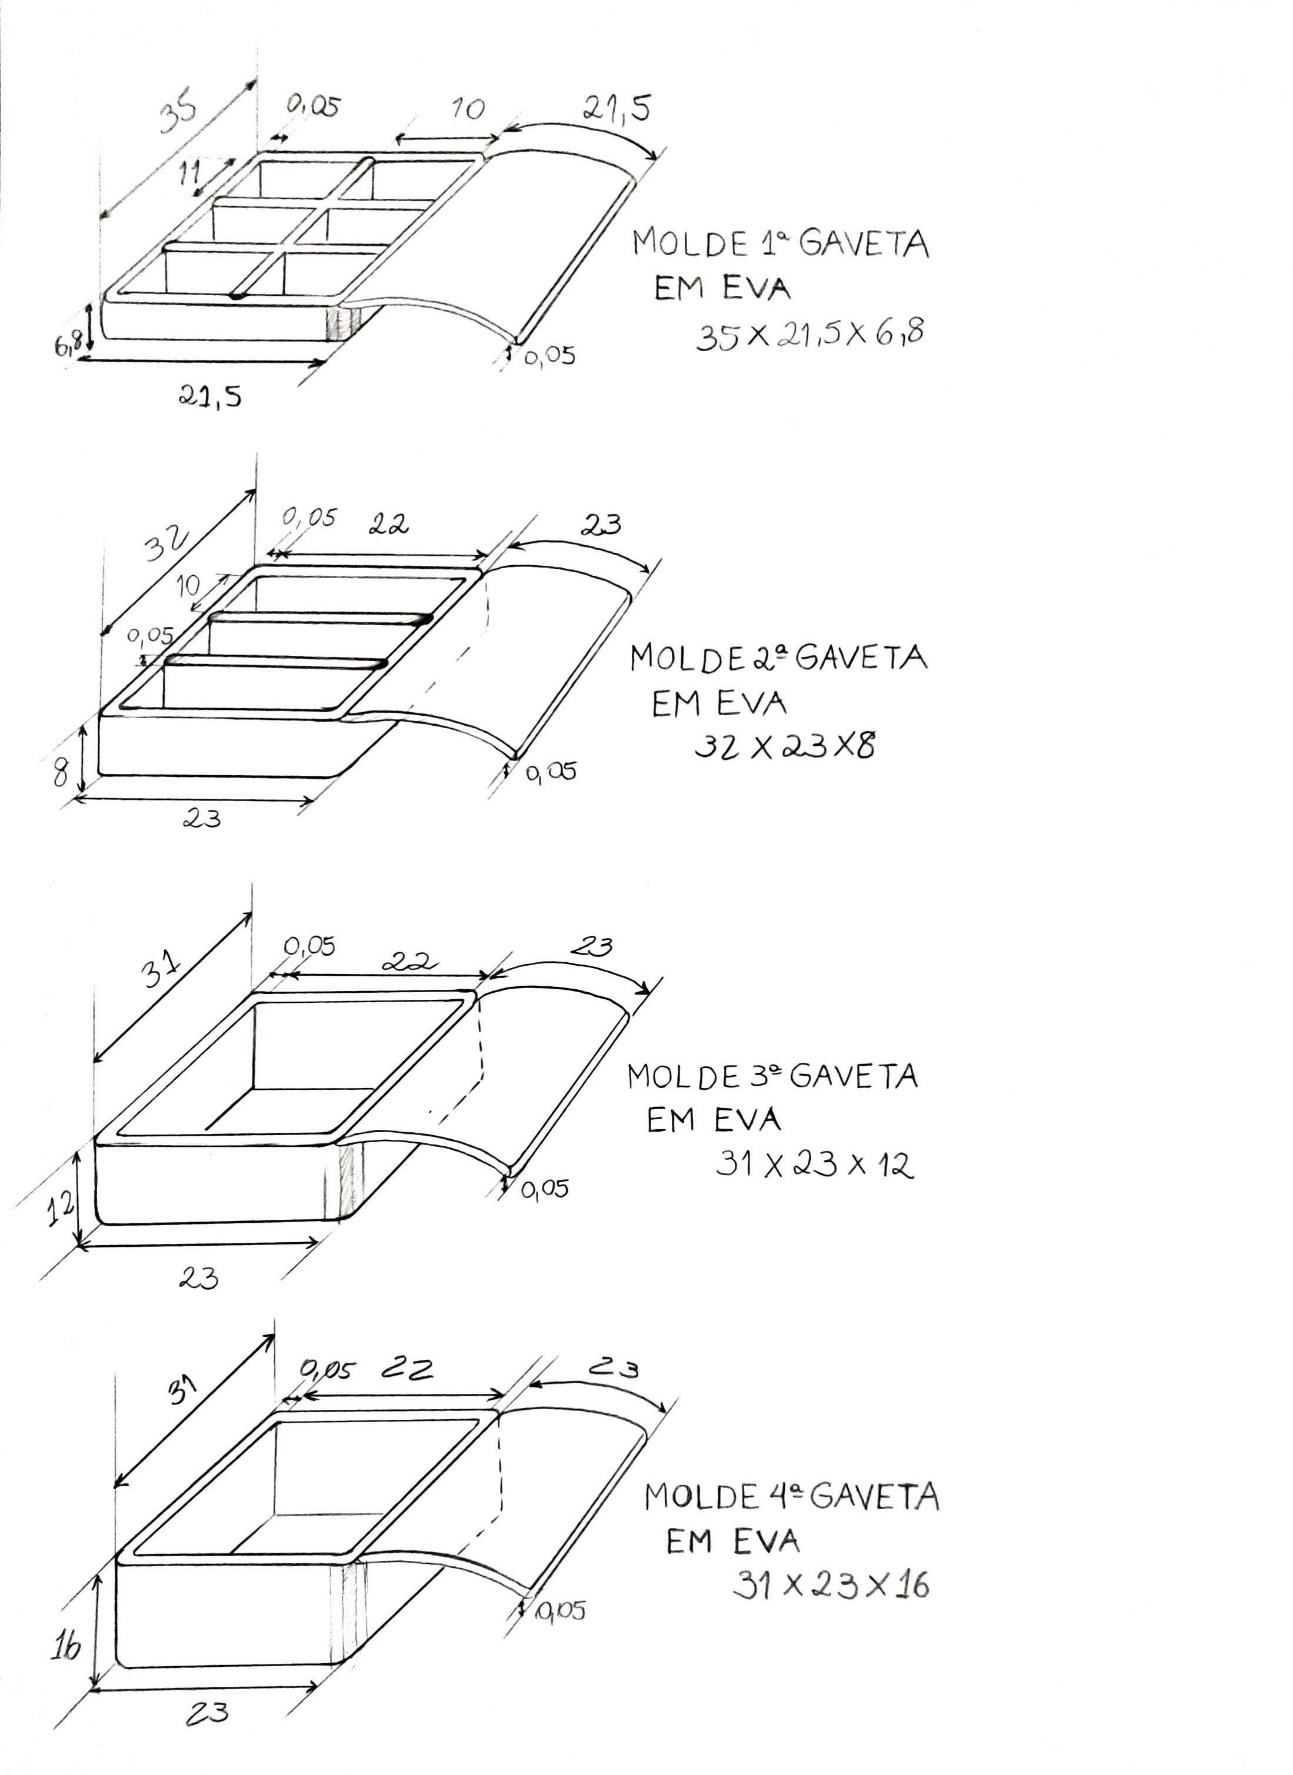 35
0,05
10
21,5
11
MOLDE 1ª GAVETA
EM EVA
35 X 21,5 X 6,8
6,8
0,05
21,5
32
0,05
22
23
10
0,05
MOLDE 2ª GAVETA
EM EVA
32 X 23 X 8
8
0,05
23
31
0,05
22
23
MOLDE 3ª GAVETA
EM EVA
31 X 23 X 12
12
0,05
23
31
0,05
22
23
MOLDE 4ª GAVETA
EM EVA
31 X 23 X 16
16
0,05
23